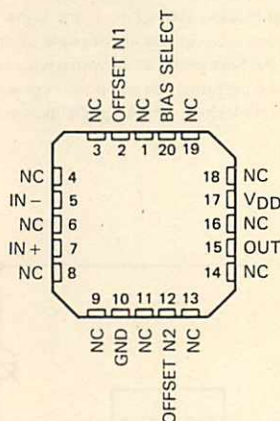 NC
OFFSET N1
NC
BIAS SELECT
NC
3 2 1 20 19
NC 4
IN− 5
NC 6
IN+ 7
NC 8
18 NC
17 VDD
16 NC
15 OUT
14 NC
9 10 11 12 13
NC
GND
NC
OFFSET N2
NC